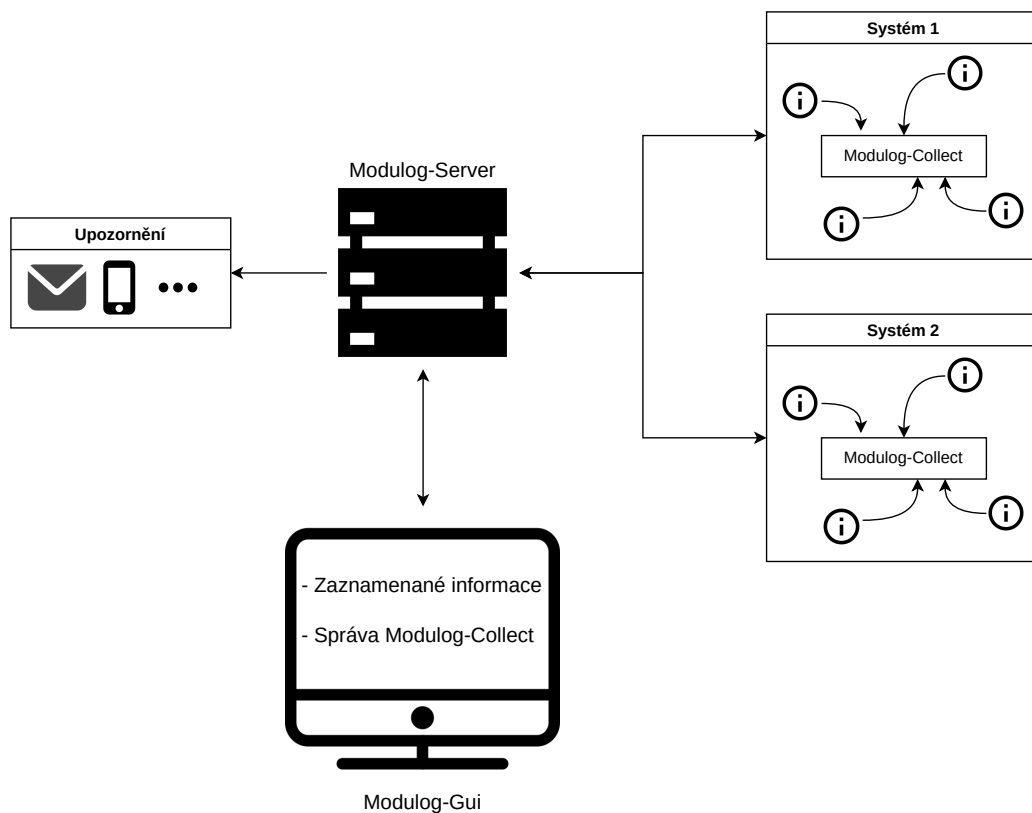 Systém 1
Modulog-Collect
Modulog-Server
Upozornění
Systém 2
Modulog-Collect
- Zaznamenané informace
- Správa Modulog-Collect
Modulog-Gui